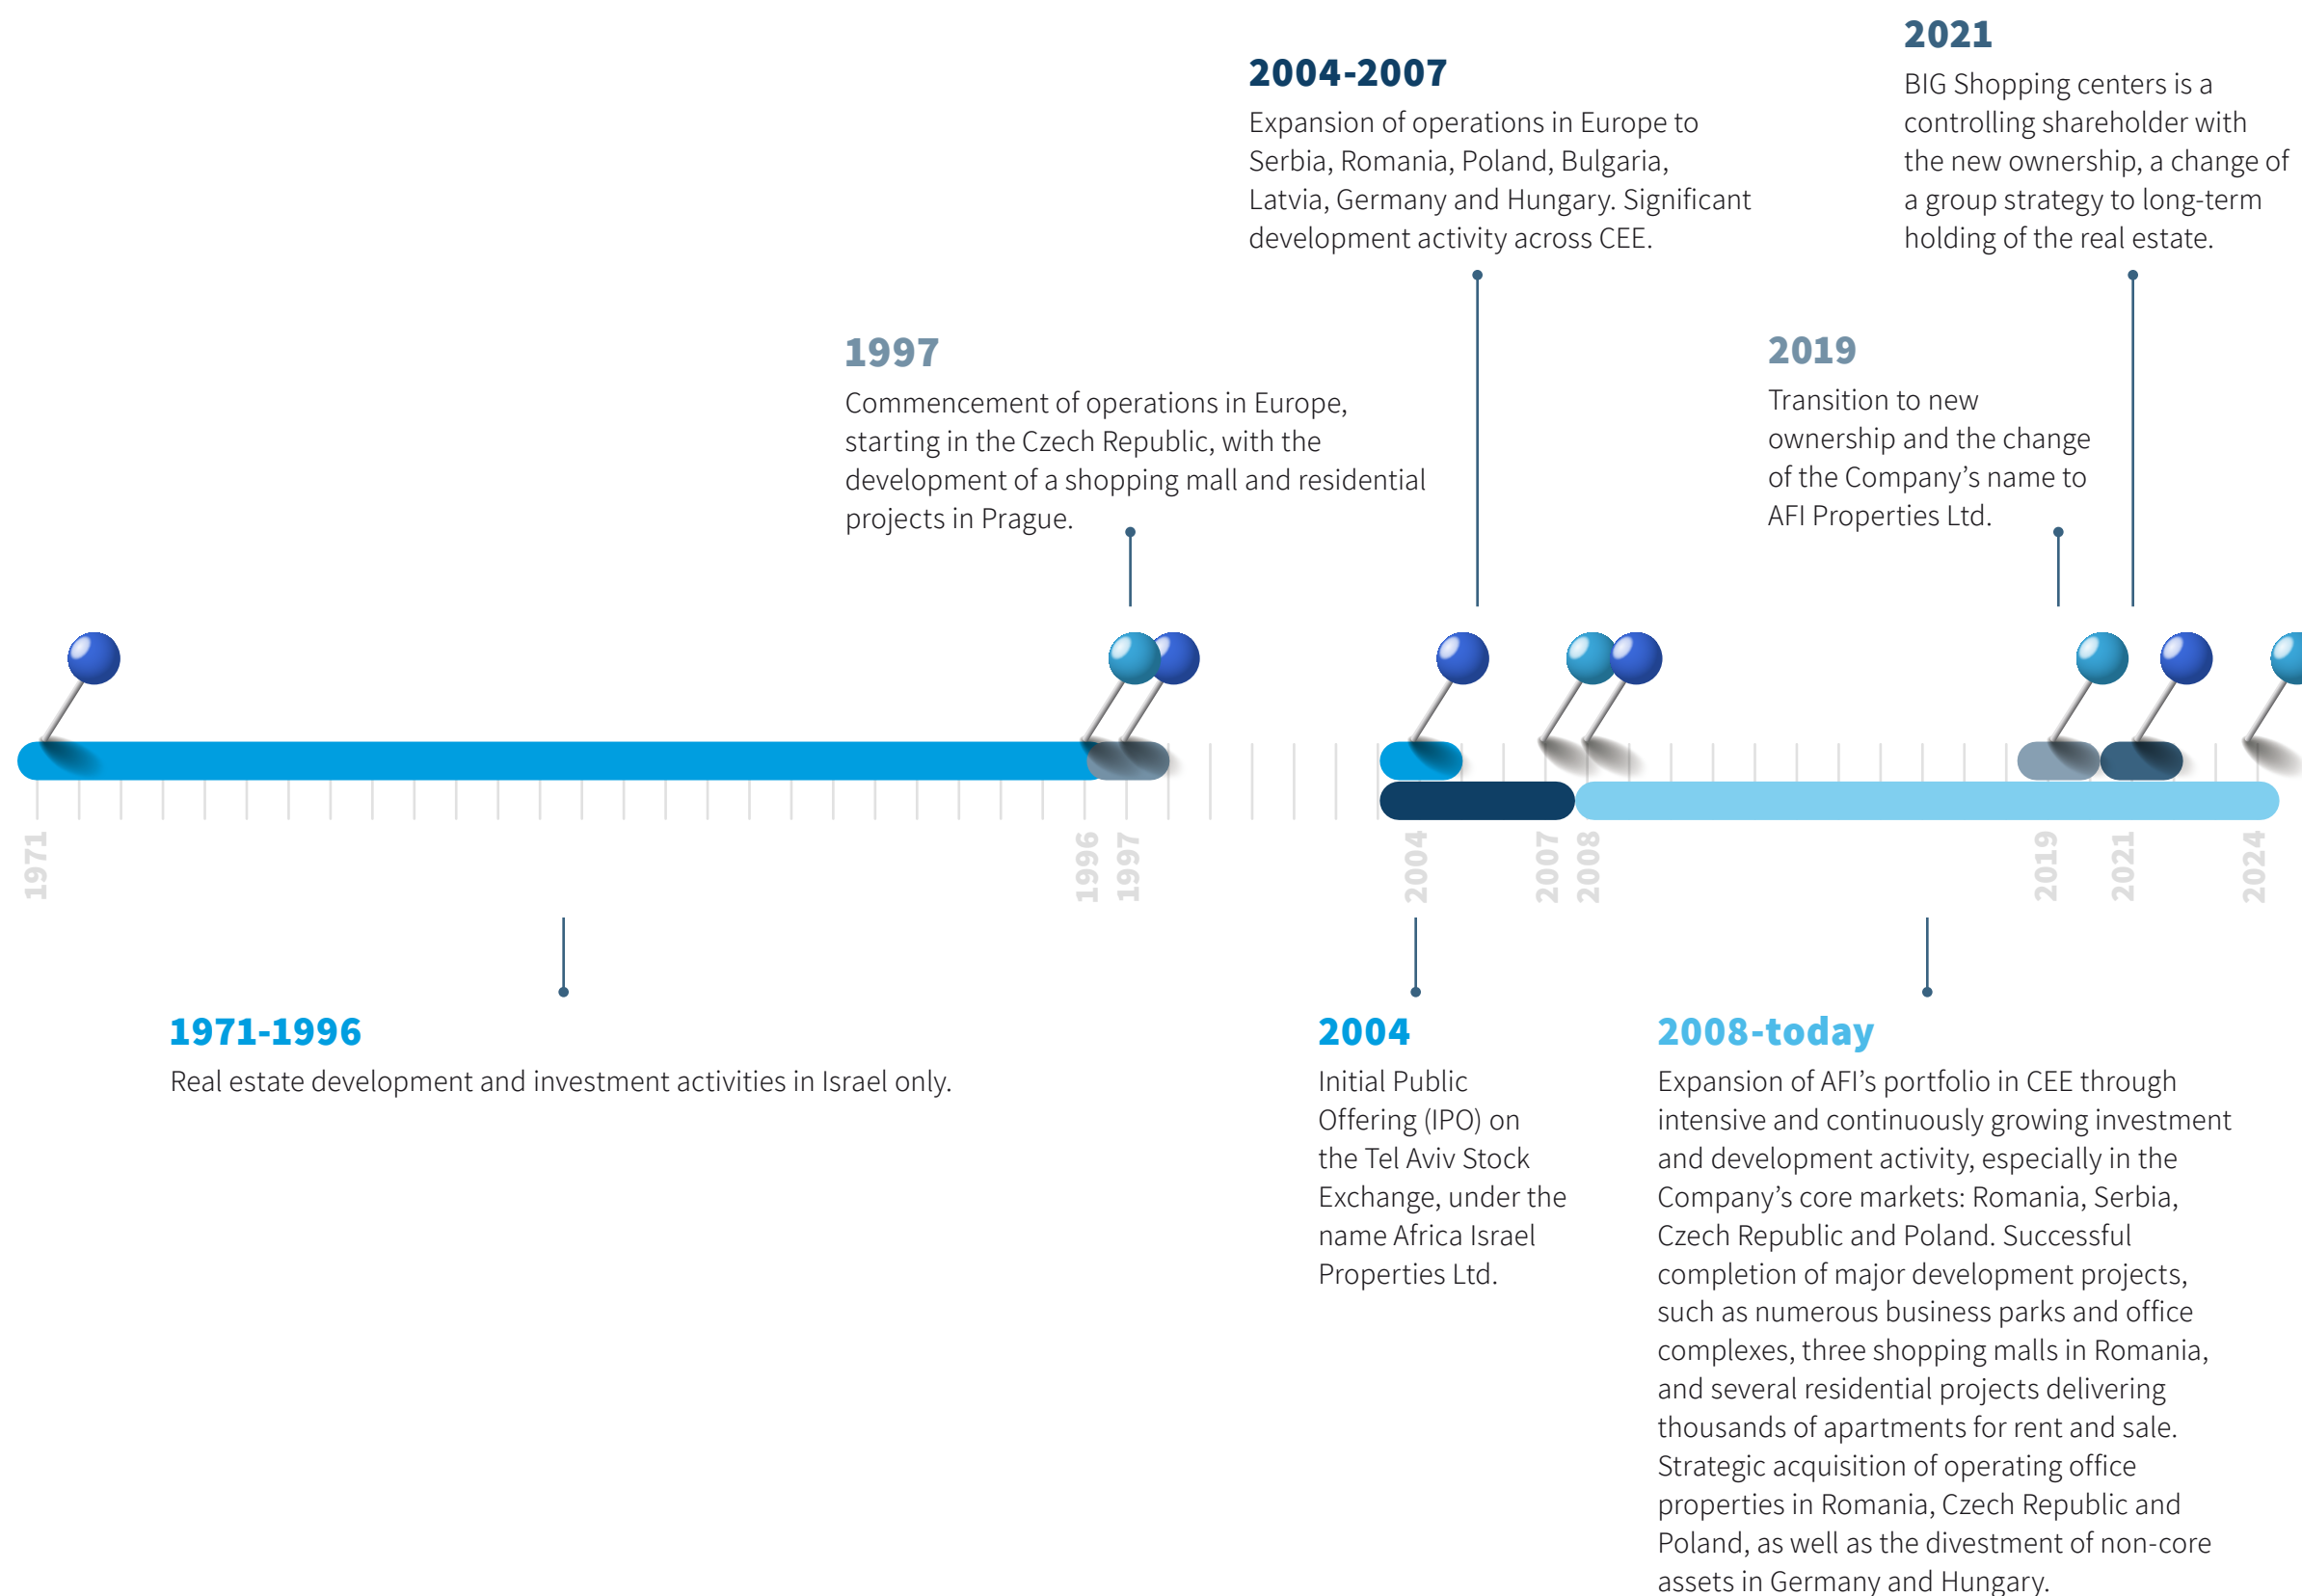 2021
BIG Shopping centers is a
controlling shareholder with
the new ownership, a change of
a group strategy to long-term
holding of the real estate.
2004-2007
Expansion of operations in Europe to
Serbia, Romania, Poland, Bulgaria,
Latvia, Germany and Hungary. Significant
development activity across CEE.
1997
Commencement of operations in Europe,
starting in the Czech Republic, with the
development of a shopping mall and residential
projects in Prague.
2019
Transition to new
ownership and the change
of the Company’s name to
AFI Properties Ltd.
1971
1996
1997
2004
2007
2008
2019
2021
2024
1971-1996
Real estate development and investment activities in Israel only.
2004
Initial Public
Offering (IPO) on
the Tel Aviv Stock
Exchange, under the
name Africa Israel
Properties Ltd.
2008-today
Expansion of AFI’s portfolio in CEE through
intensive and continuously growing investment
and development activity, especially in the
Company’s core markets: Romania, Serbia,
Czech Republic and Poland. Successful
completion of major development projects,
such as numerous business parks and office
complexes, three shopping malls in Romania,
and several residential projects delivering
thousands of apartments for rent and sale.
Strategic acquisition of operating office
properties in Romania, Czech Republic and
Poland, as well as the divestment of non-core
assets in Germany and Hungary.